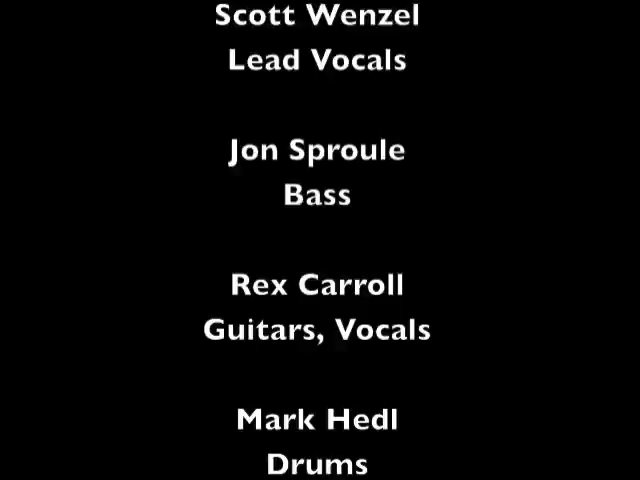 Scott Wenzel
Lead Vocals
Jon Sproule
Bass
Rex Carroll
Guitars, Vocals
Mark Hedl
Drums